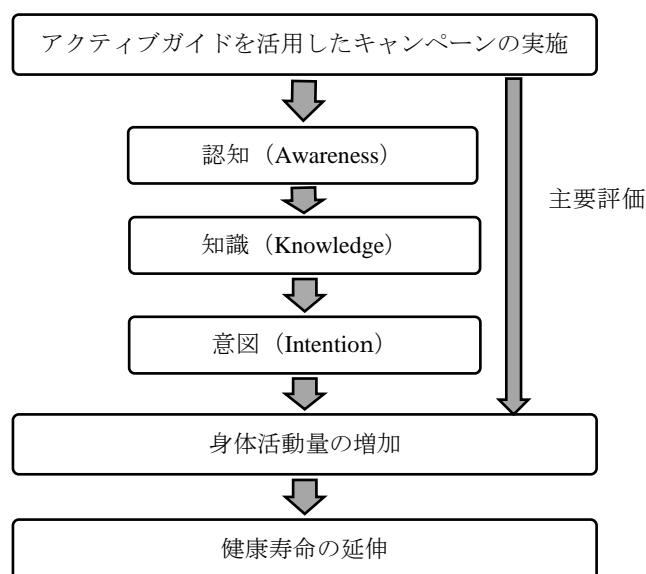 アクティブガイドを活用したキャンペーンの実施
認知（Awareness）
主要評価
知識（Knowledge）
意図（Intention）
身体活動量の増加
健康寿命の延伸